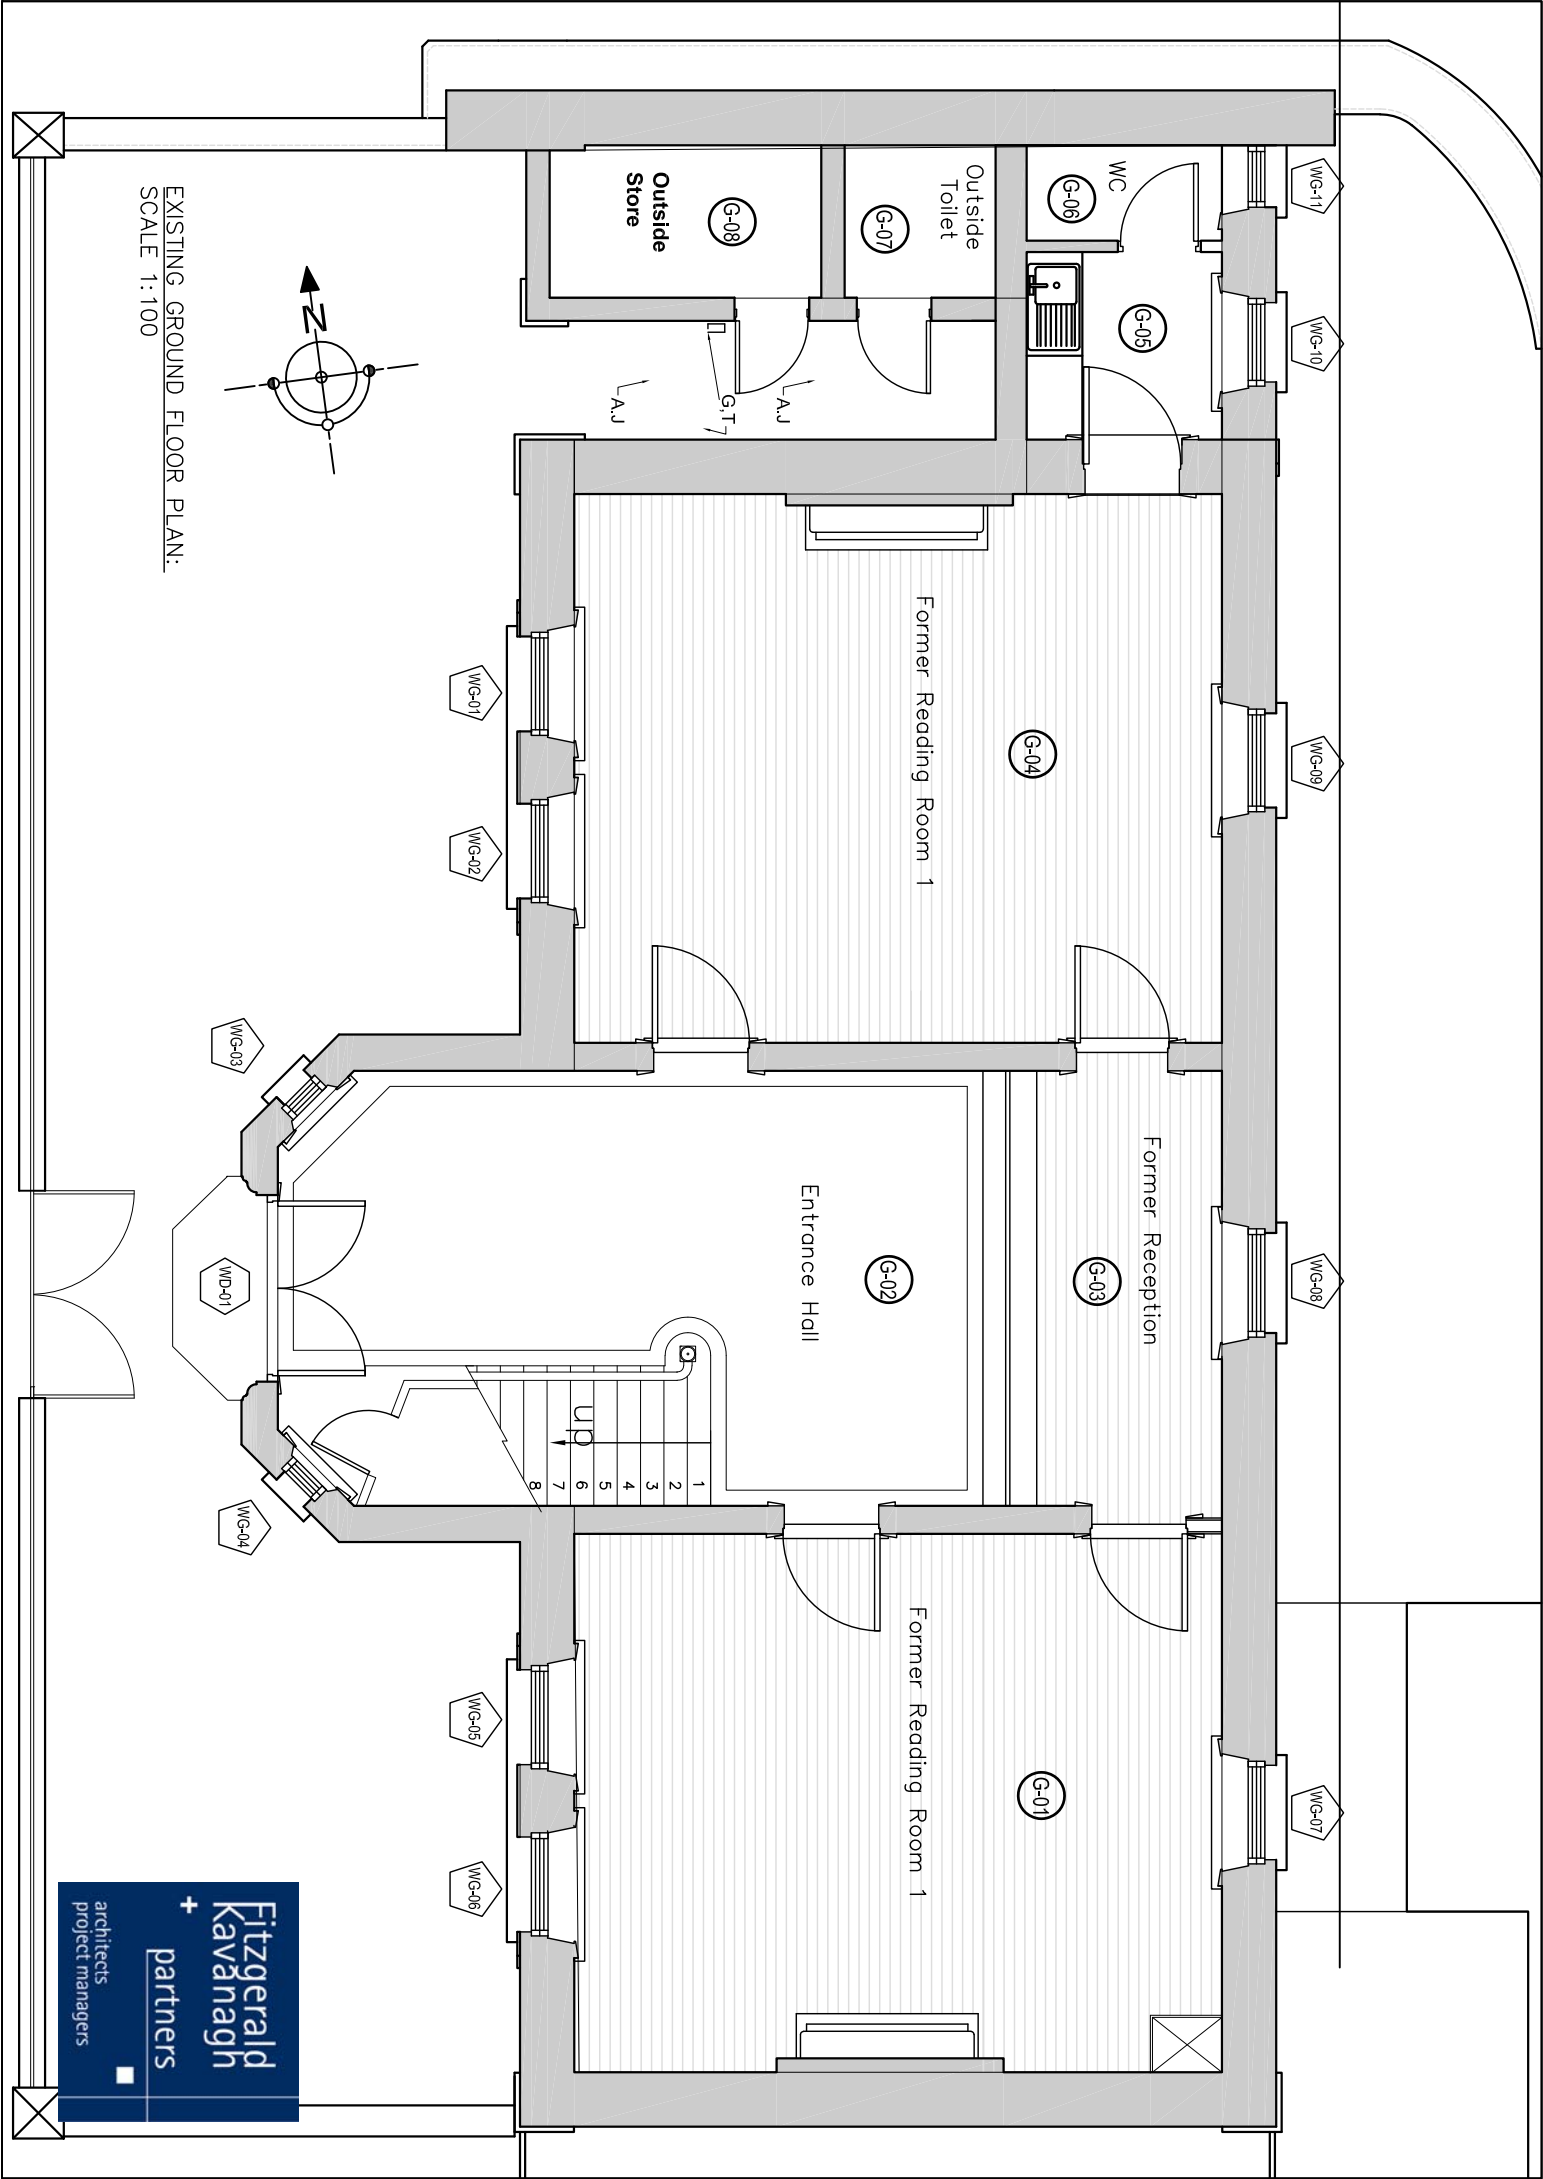 WG-11
WG-10
WG-09
WG-08
WG-07
WC
G-06
G-05
Outside
Toilet
G-07
G-08
Outside
Store
A.J
G,T
A.J
G-04
Former Reading Room 1
Former Reception
G-03
G-02
Entrance Hall
up
1
2
3
4
5
6
7
8
G-01
Former Reading Room 1
WG-01
WG-02
WG-03
WD-01
WG-04
WG-05
WG-06
N
EXISTING GROUND FLOOR PLAN:
SCALE 1:100
Fitzgerald
Kavanagh
+ partners
architects
project managers